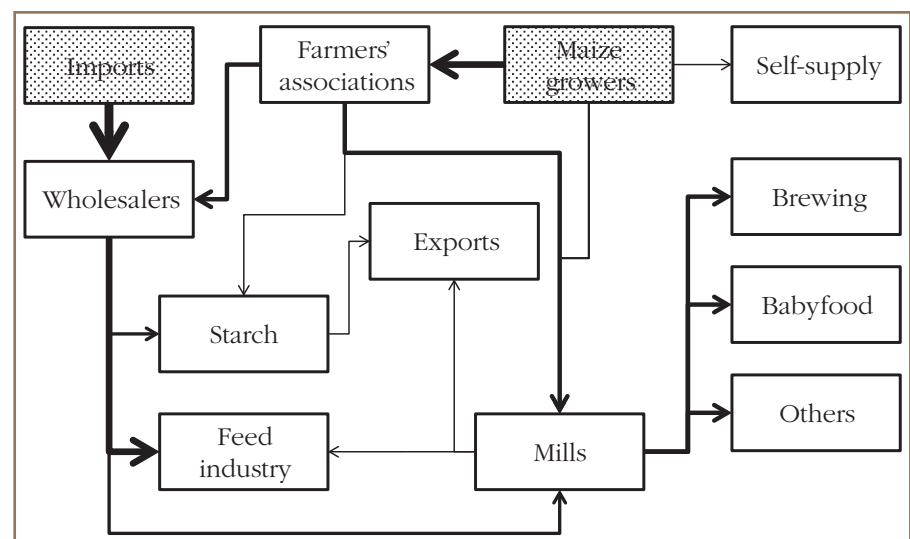 Imports
Farmers’
associations
Maize
growers
Self-supply
Wholesalers
Brewing
Exports
Babyfood
Starch
Others
Feed
industry
Mills